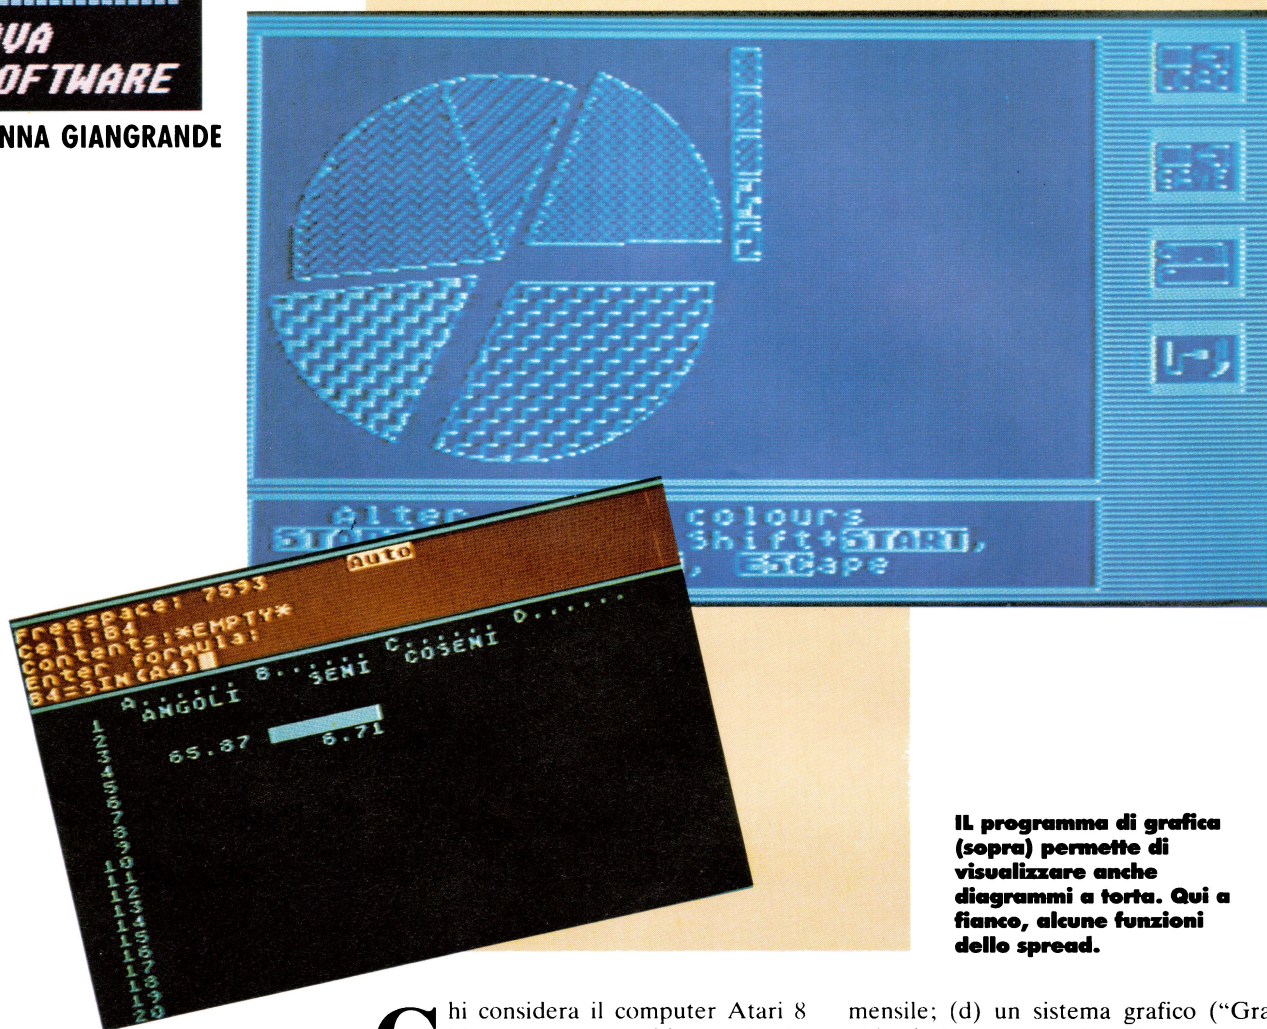 OVA
SOFTWARE
NNA GIANGRANDE
Alter colours
Shift+START,
, ESCape
Auto
Freespace: 7593
Cell:B4
Contents:*EMPTY*
Enter formula:
B4=SIN(A4)
A...... B...... C...... D......
ANGOLI SENI COSENI
1
2
3
65.87 6.71
4
5
6
7
8
9
10
11
12
13
14
15
16
17
18
19
20
IL programma di grafica
(sopra) permette di
visualizzare anche
diagrammi a torta. Qui a
fianco, alcune funzioni
dello spread.
Chi considera il computer Atari 8
mensile; (d) un sistema grafico (“Gra